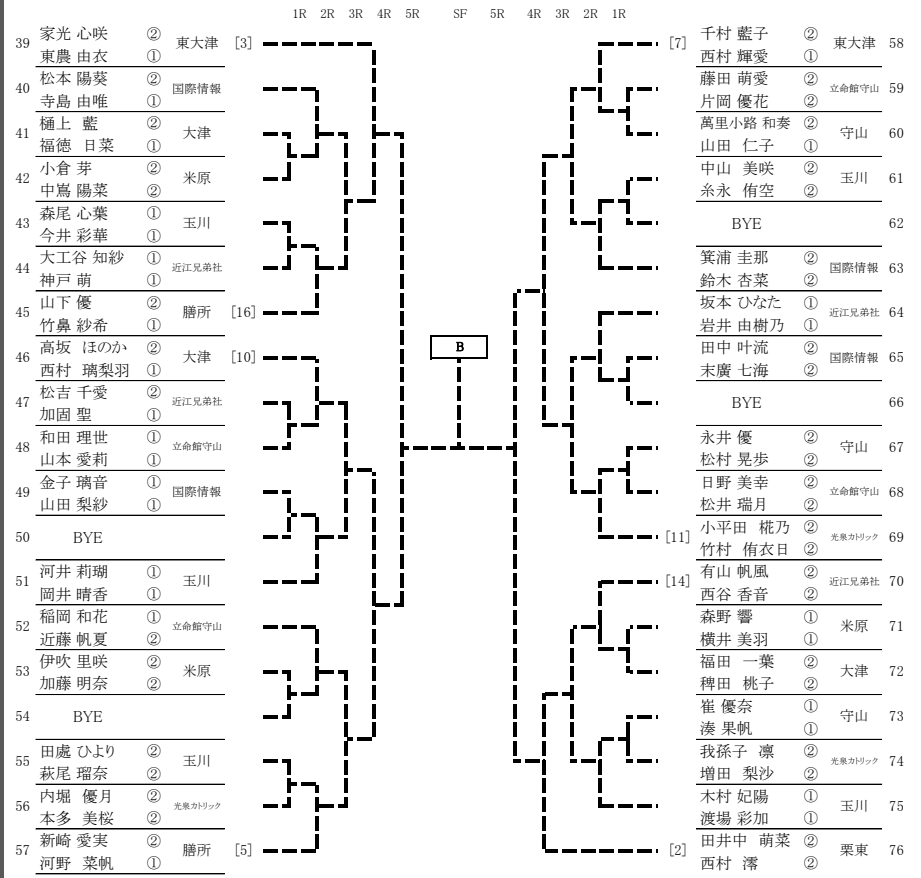 1R 2R 3R 4R 5R SF 5R 4R 3R 2R 1R
39 家光 心咲 ② 東大津 [3]
東農 由衣 ①
40 松本 陽葵 ② 国際情報
寺島 由唯 ①
41 樋上 藍 ② 大津
福徳 日菜 ①
42 小倉 芽 ② 米原
中嶌 陽菜 ②
43 森尾 心葉 ① 玉川
今井 彩華 ①
44 大工谷 知紗 ① 近江兄弟社
神戸 萌 ①
45 山下 優 ② 膳所 [16]
竹鼻 紗希 ①
46 高坂 ほのか ② 大津 [10]
西村 璃梨羽 ①
47 松吉 千愛 ② 近江兄弟社
加固 聖 ①
48 和田 理世 ① 立命館守山
山本 愛莉 ①
49 金子 璃音 ① 国際情報
山田 梨紗 ①
50 BYE
51 河井 莉瑚 ① 玉川
岡井 晴香 ①
52 稲岡 和花 ① 立命館守山
近藤 帆夏 ②
53 伊吹 里咲 ② 米原
加藤 明奈 ②
54 BYE
55 田處 ひより ② 玉川
萩尾 瑠奈 ②
56 内堀 優月 ② 光泉カトリック
本多 美桜 ②
57 新崎 愛実 ② 膳所 [5]
河野 菜帆 ①
B
[7] 千村 藍子 ② 東大津 58
西村 輝愛 ①
藤田 萌愛 ② 立命館守山 59
片岡 優花 ②
萬里小路 和奏 ② 守山 60
山田 仁子 ①
中山 美咲 ② 玉川 61
糸永 侑空 ②
BYE 62
箕浦 圭那 ② 国際情報 63
鈴木 杏菜 ②
坂本 ひなた ① 近江兄弟社 64
岩井 由樹乃 ①
田中 叶流 ② 国際情報 65
末廣 七海 ②
BYE 66
永井 優 ② 守山 67
松村 晃歩 ②
日野 美幸 ② 立命館守山 68
松井 瑞月 ②
[11] 小平田 椛乃 ② 光泉カトリック 69
竹村 侑衣日 ②
[14] 有山 帆風 ② 近江兄弟社 70
西谷 香音 ②
森野 響 ① 米原 71
横井 美羽 ①
福田 一葉 ② 大津 72
稗田 桃子 ②
崔 優奈 ① 守山 73
湊 果帆 ①
我孫子 凛 ② 光泉カトリック 74
増田 梨沙 ②
木村 妃陽 ① 玉川 75
渡場 彩加 ①
[2] 田井中 萌菜 ② 栗東 76
西村 澪 ②